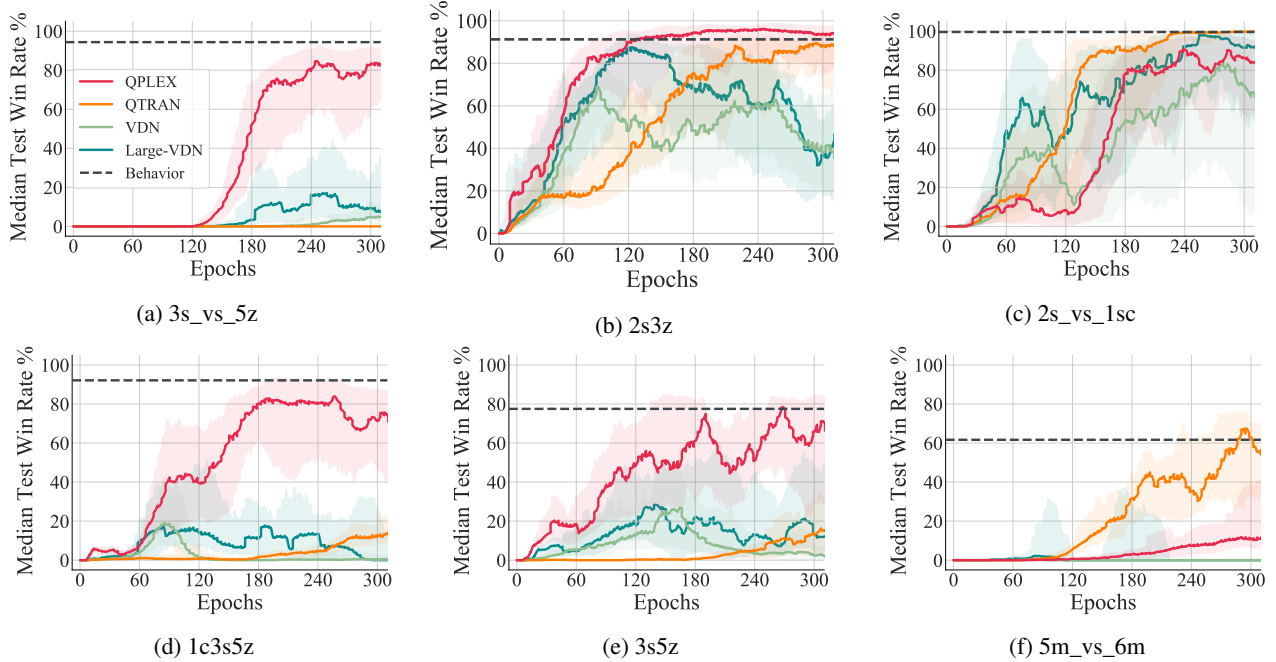 Median Test Win Rate %
100
80
60
40
20
0
QPLEX
QTRAN
VDN
Large-VDN
Behavior
0 60 120 180 240 300
Epochs
(a) 3s_vs_5z
Median Test Win Rate %
100
80
60
40
20
0
0 60 120 180 240 300
Epochs
(b) 2s3z
Median Test Win Rate %
100
80
60
40
20
0
0 60 120 180 240 300
Epochs
(c) 2s_vs_1sc
Median Test Win Rate %
100
80
60
40
20
0
0 60 120 180 240 300
Epochs
(d) 1c3s5z
Median Test Win Rate %
100
80
60
40
20
0
0 60 120 180 240 300
Epochs
(e) 3s5z
Median Test Win Rate %
100
80
60
40
20
0
0 60 120 180 240 300
Epochs
(f) 5m_vs_6m